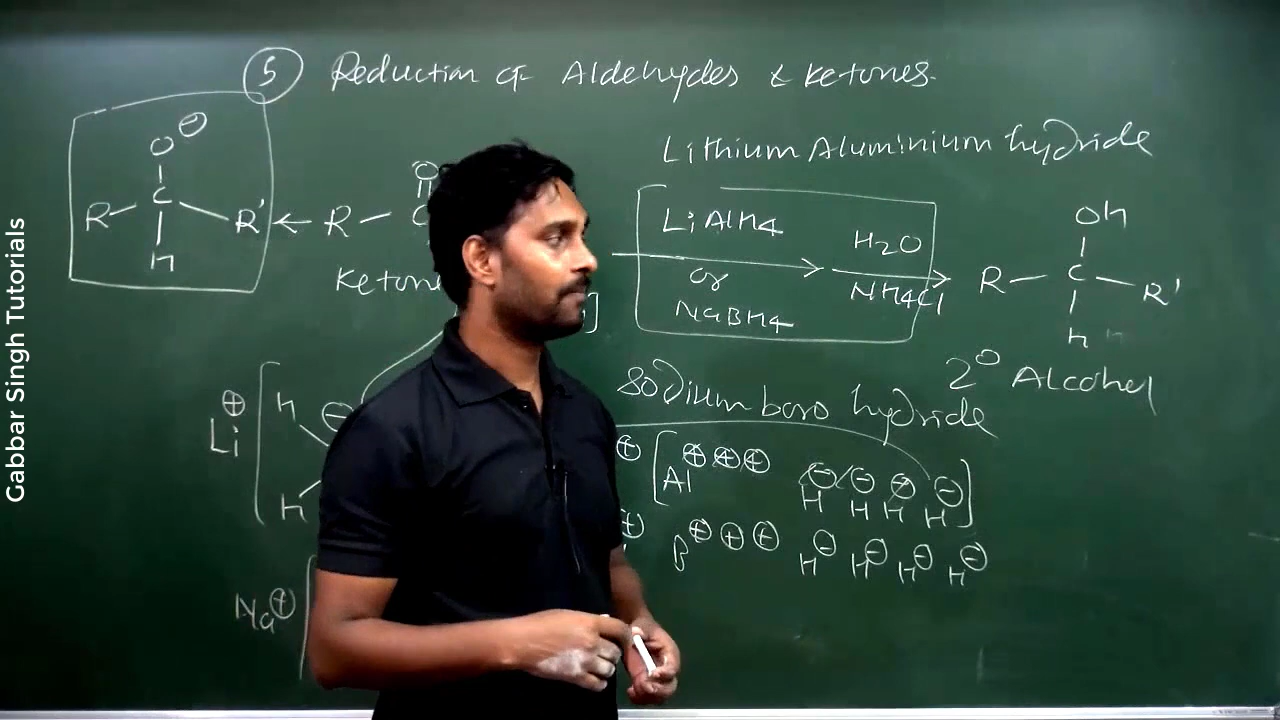 5 Reduction of Aldehydes & Ketones
Lithium Aluminium hydride
O⊖
R C R' ← R
H
Ketone
LiAlH4
or
NaBH4
H2O
NH4Cl
OH
R C R'
H
2° Alcohol
Sodium boro hydride
Li⊕ [ H ⊖
H
⊕ [ Al⊕⊕⊕ H⊖ H⊖ H⊖ H⊖ ]
⊕ B⊕⊕⊕ H⊖ H⊖ H⊖ H⊖
Na⊕ [
Gabbar Singh Tutorials